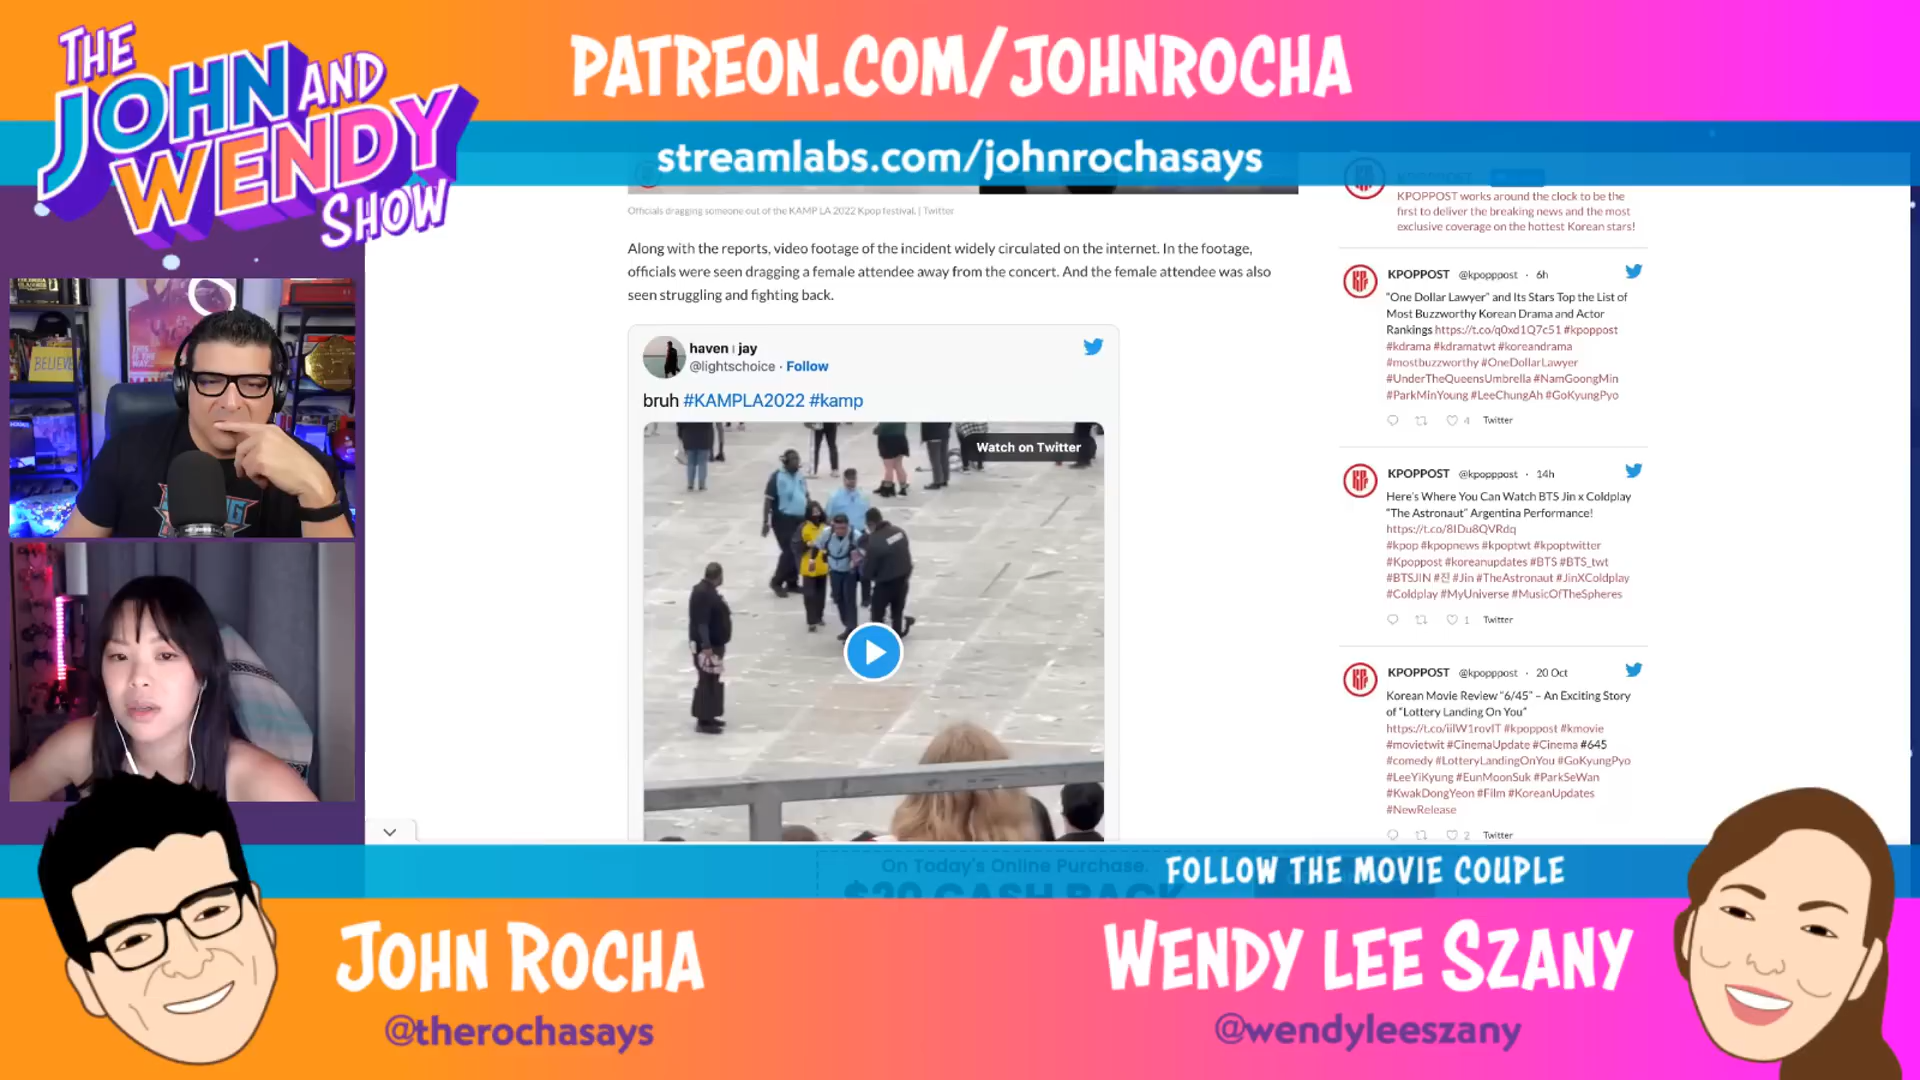 THE
JOHN AND
WENDY
SHOW
PATREON.COM/JOHNROCHA
streamlabs.com/johnrochasays
BELIEVE
Officials dragging someone out of the KAMP LA 2022 Kpop festival. | Twitter
Along with the reports, video footage of the incident widely circulated on the internet. In the footage,
officials were seen dragging a female attendee away from the concert. And the female attendee was also
seen struggling and fighting back.
haven | jay
@lightschoice · Follow
bruh #KAMPLA2022 #kamp
Watch on Twitter
KPOPPOST works around the clock to be the
first to deliver the breaking news and the most
exclusive coverage on the hottest Korean stars!
KPOPPOST @kpopppost · 6h
"One Dollar Lawyer" and Its Stars Top the List of
Most Buzzworthy Korean Drama and Actor
Rankings https://t.co/q0xd1Q7c51 #kpoppost
#kdrama #kdramatwt #koreandrama
#mostbuzzworthy #OneDollarLawyer
#UnderTheQueensUmbrella #NamGoongMin
#ParkMinYoung #LeeChungAh #GoKyungPyo
4 Twitter
KPOPPOST @kpopppost · 14h
Here's Where You Can Watch BTS Jin x Coldplay
"The Astronaut" Argentina Performance!
https://t.co/8IDu8QVRdq
#kpop #kpopnews #kpoptwt #kpoptwitter
#Kpoppost #koreanupdates #BTS #BTS_twt
#BTSJIN #진 #Jin #TheAstronaut #JinXColdplay
#Coldplay #MyUniverse #MusicOfTheSpheres
1 Twitter
KPOPPOST @kpopppost · 20 Oct
Korean Movie Review "6/45" – An Exciting Story
of "Lottery Landing On You"
https://t.co/iilW1rovIT #kpoppost #kmovie
#movietwit #CinemaUpdate #Cinema #645
#comedy #LotteryLandingOnYou #GoKyungPyo
#LeeYiKyung #EunMoonSuk #ParkSeWan
#KwakDongYeon #Film #KoreanUpdates
#NewRelease
2 Twitter
On Today's Online Purchase.
$20 CASH BACK
FOLLOW THE MOVIE COUPLE
JOHN ROCHA
@therochasays
WENDY LEE SZANY
@wendyleeszany